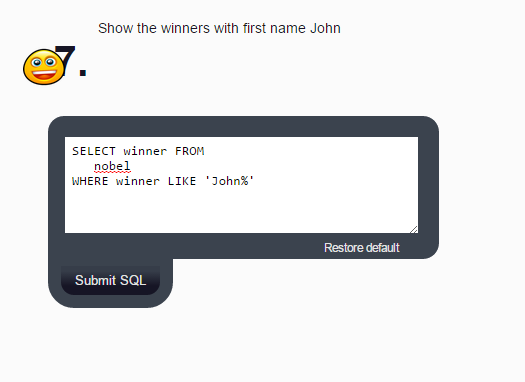 Show the winners with first name John
7.
SELECT winner FROM
nobel
WHERE winner LIKE 'John%'
Restore default
Submit SQL